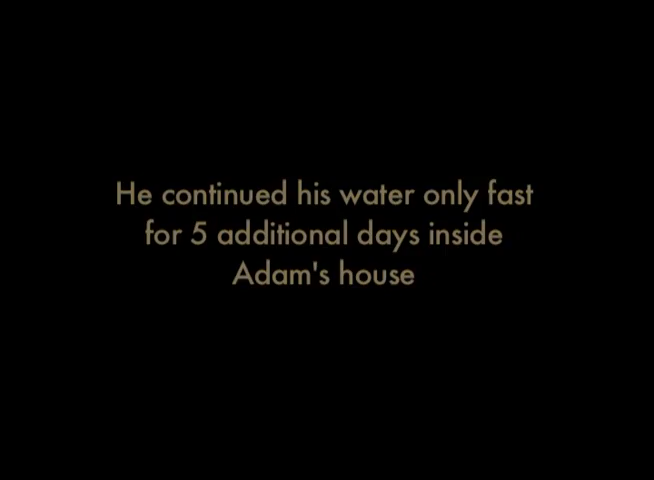 He continued his water only fast
for 5 additional days inside
Adam's house